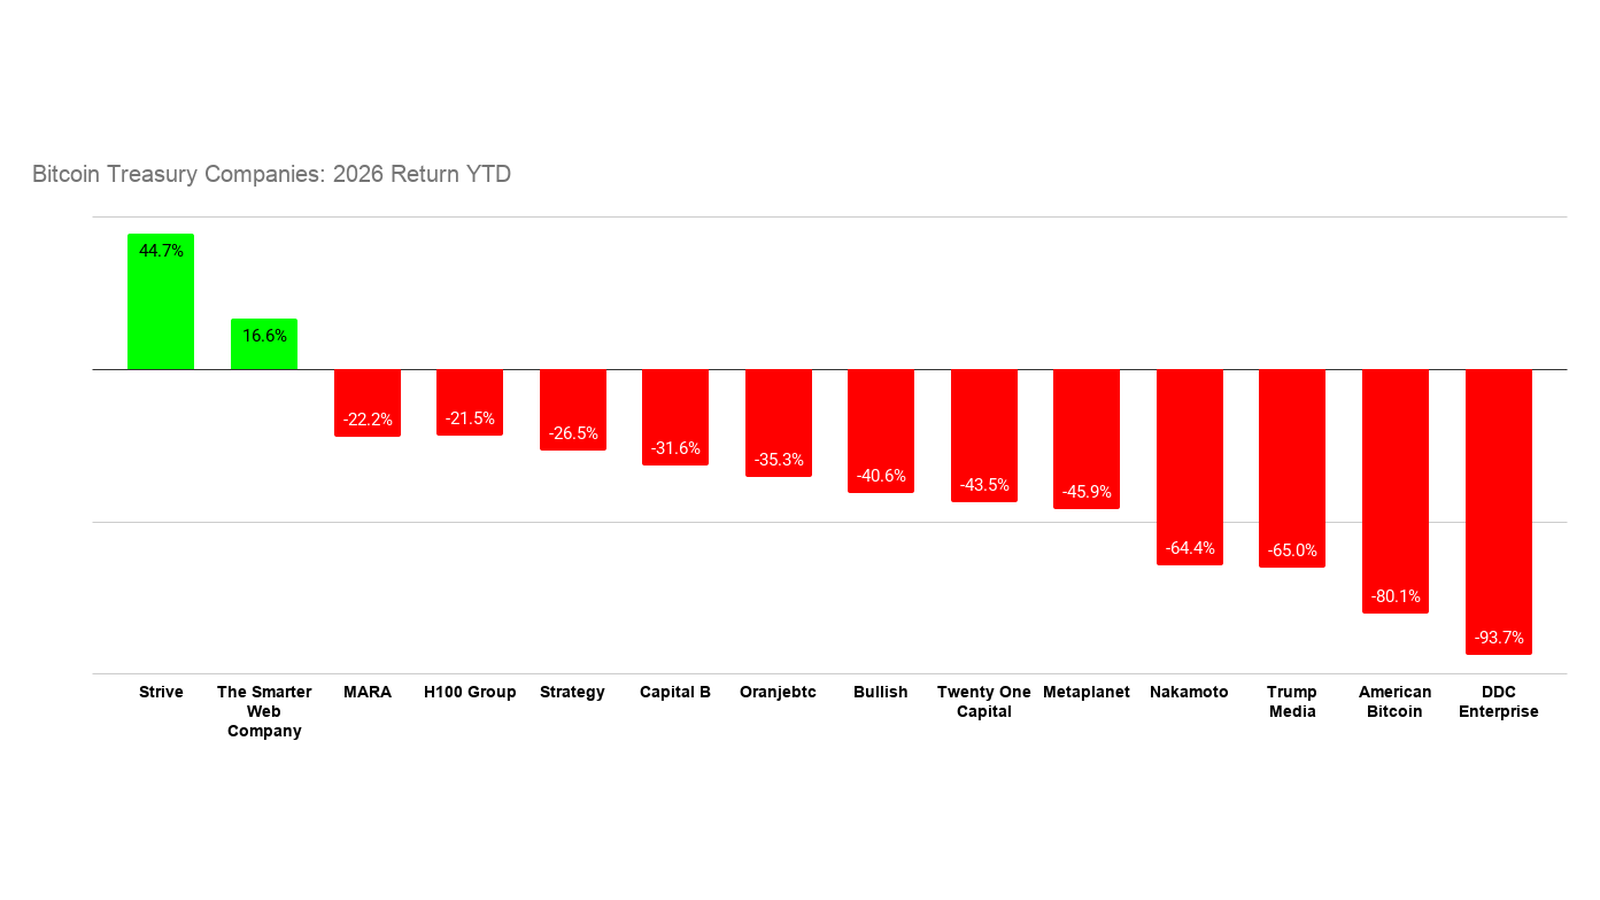 Bitcoin Treasury Companies: 2026 Return YTD
44.7%
16.6%
-22.2%
-21.5%
-26.5%
-31.6%
-35.3%
-40.6%
-43.5%
-45.9%
-64.4%
-65.0%
-80.1%
-93.7%
Strive
The Smarter
Web
Company
MARA
H100 Group
Strategy
Capital B
Oranjebtc
Bullish
Twenty One
Capital
Metaplanet
Nakamoto
Trump
Media
American
Bitcoin
DDC
Enterprise